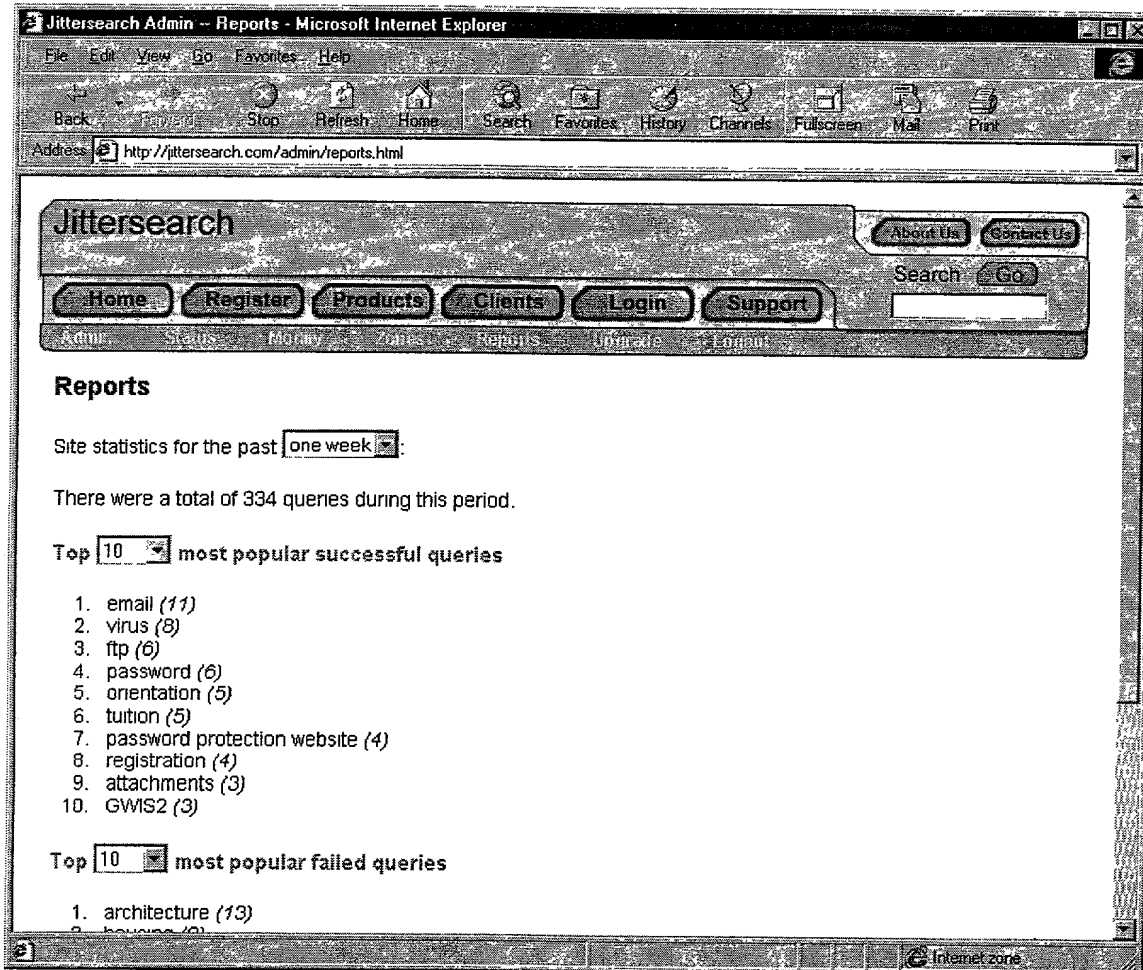 Jittersearch Admin -- Reports - Microsoft Internet Explorer
File Edit View Go Favorites Help
Back Forward Stop Refresh Home Search Favorites History Channels Fullscreen Mail Print
Address http://jittersearch.com/admin/reports.html
Jittersearch
About Us Contact Us
Search Go
Home Register Products Clients Login Support
Admin Status Money Zones Reports Upgrade Logout
Reports
Site statistics for the past one week :
There were a total of 334 queries during this period.
Top 10 most popular successful queries
1. email (11)
2. virus (8)
3. ftp (6)
4. password (6)
5. orientation (5)
6. tuition (5)
7. password protection website (4)
8. registration (4)
9. attachments (3)
10. GWIS2 (3)
Top 10 most popular failed queries
1. architecture (13)
Internet zone